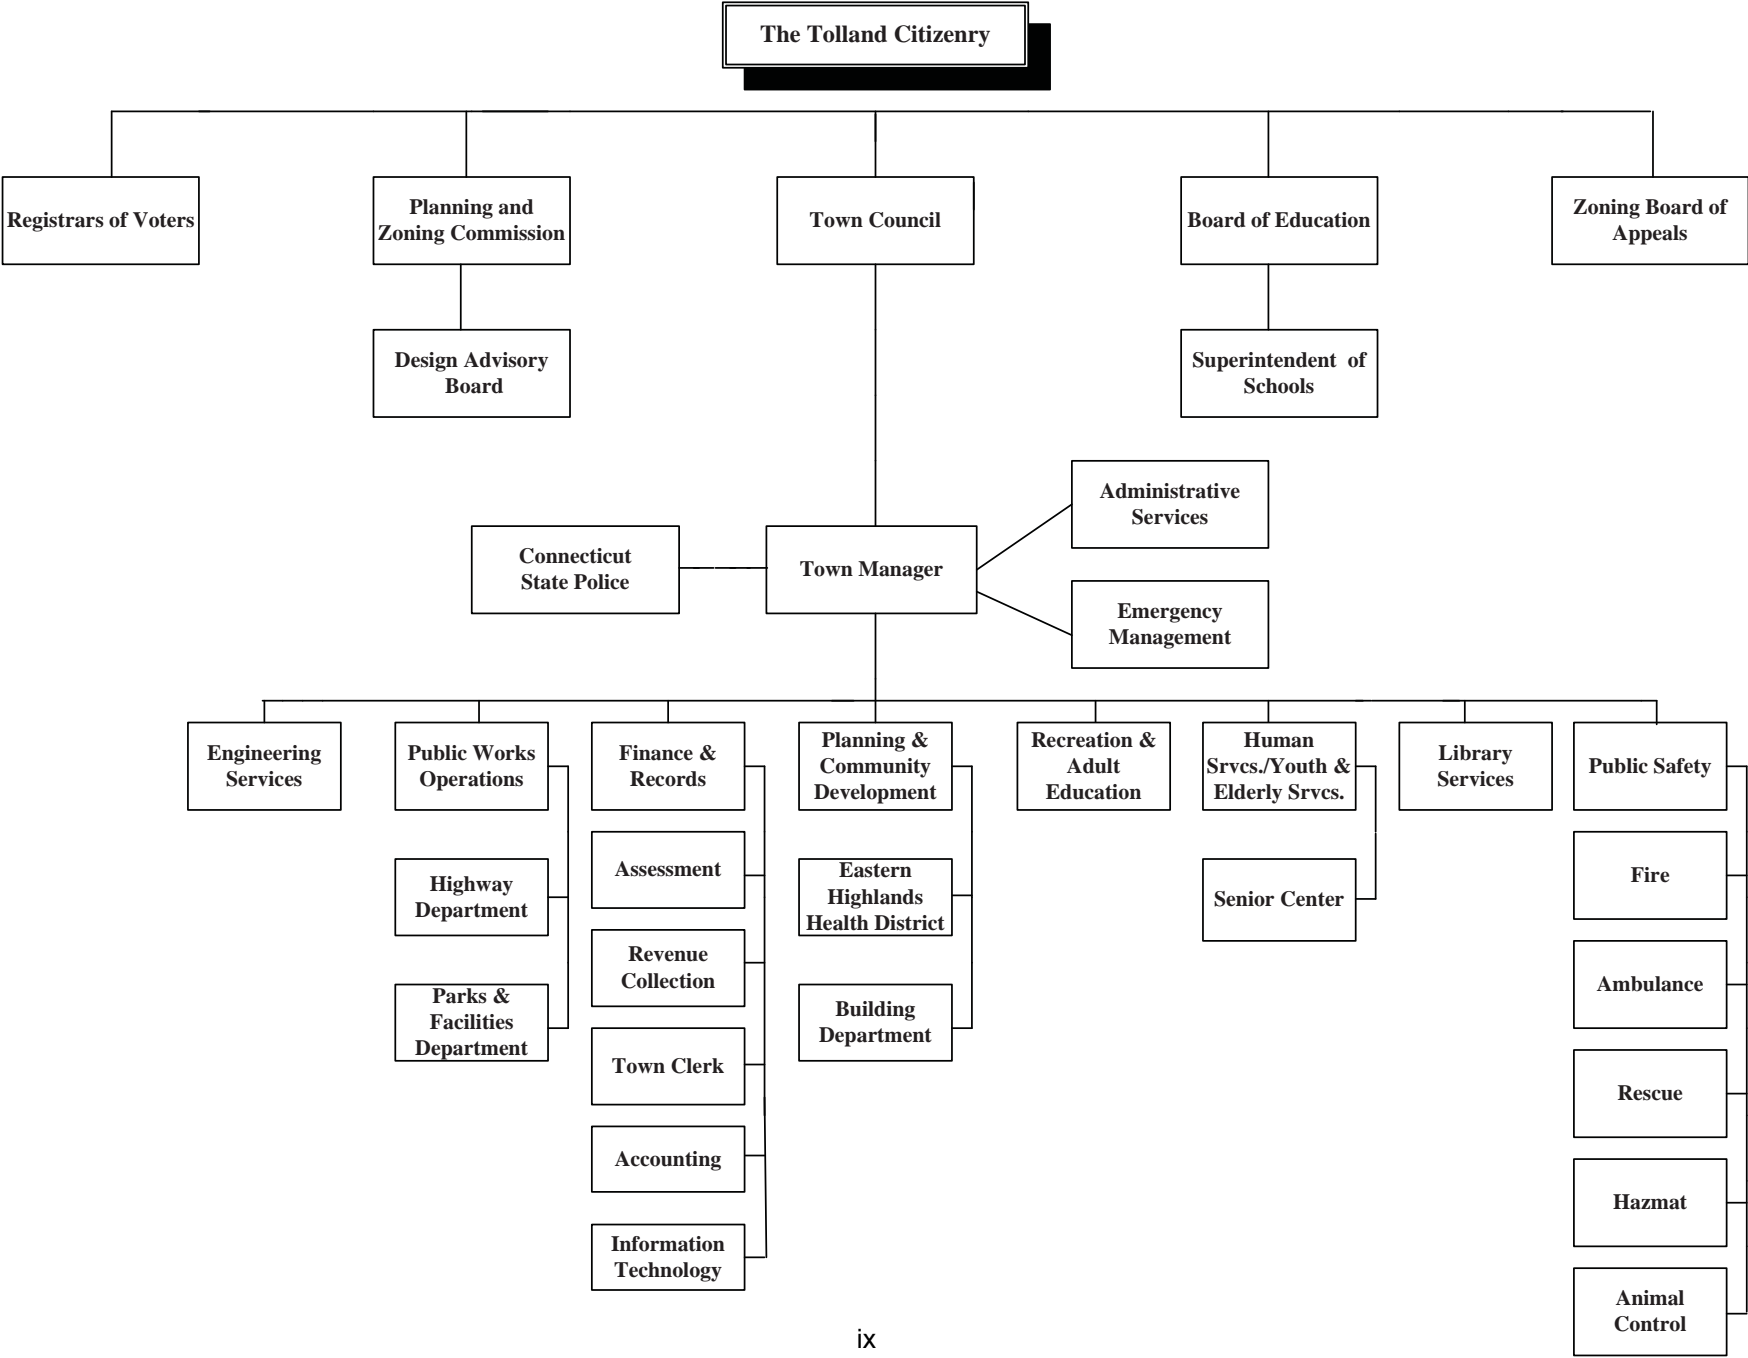 The Tolland Citizenry
Registrars of Voters
Planning and
Zoning Commission
Town Council
Board of Education
Zoning Board of
Appeals
Design Advisory
Board
Superintendent of
Schools
Administrative
Services
Connecticut
State Police
Town Manager
Emergency
Management
Engineering
Services
Public Works
Operations
Finance &
Records
Planning &
Community
Development
Recreation &
Adult
Education
Human
Srvcs./Youth &
Elderly Srvcs.
Library
Services
Public Safety
Highway
Department
Parks &
Facilities
Department
Assessment
Revenue
Collection
Town Clerk
Accounting
Information
Technology
Eastern
Highlands
Health District
Building
Department
Senior Center
Fire
Ambulance
Rescue
Hazmat
Animal
Control
ix